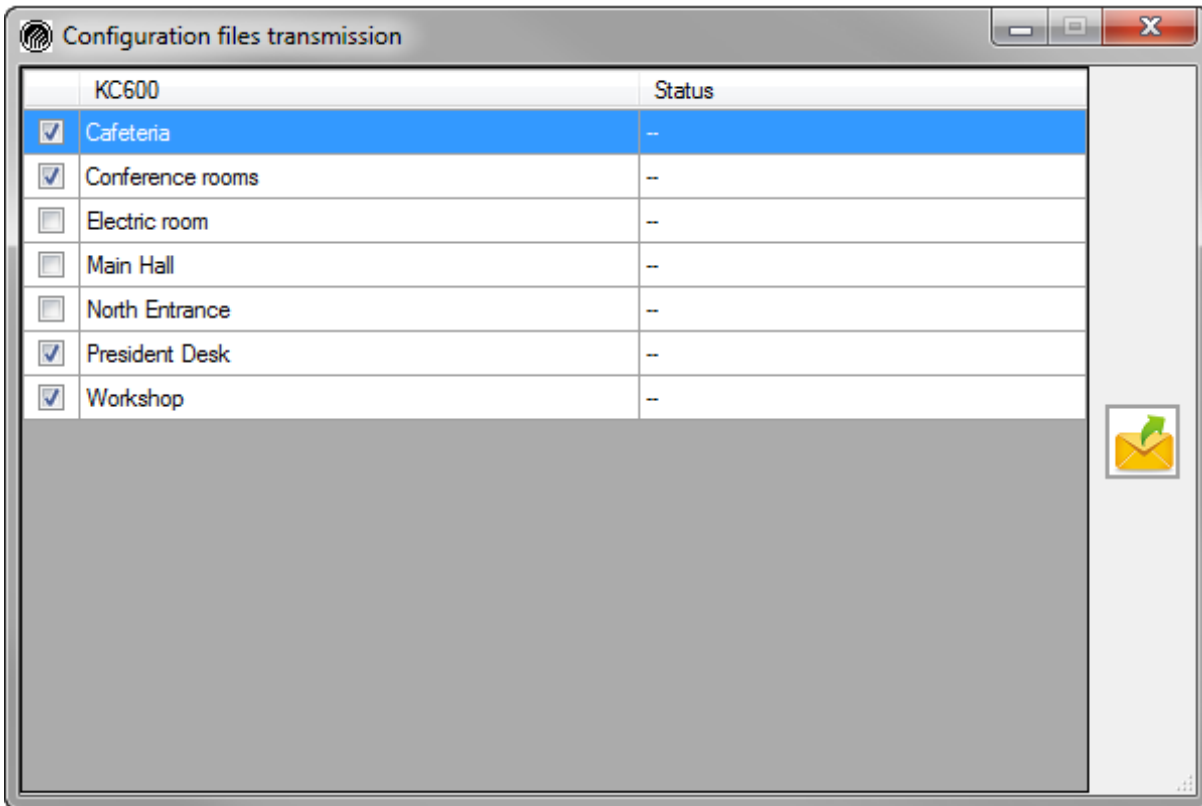 Configuration files transmission
KC600 Status
Cafeteria --
Conference rooms --
Electric room --
Main Hall --
North Entrance --
President Desk --
Workshop --